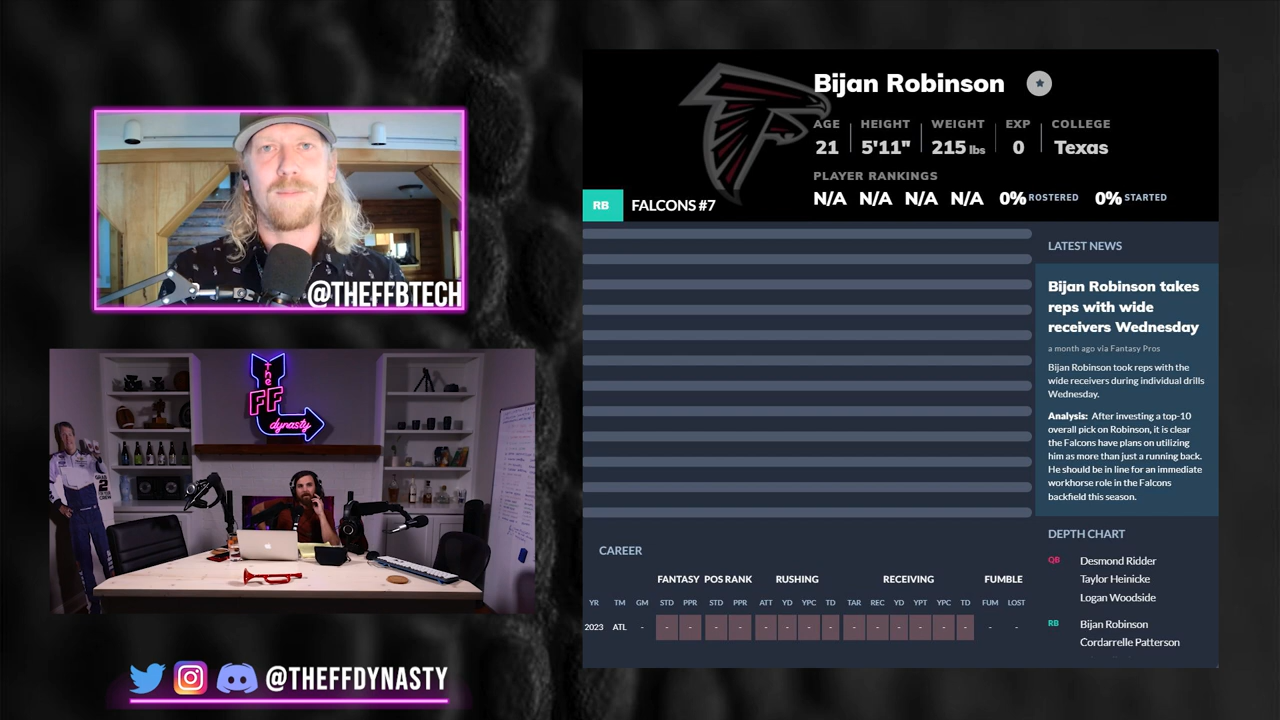 @THEFFBTECH
The
FF
dynasty
GRAB
2
@THEFFDYNASTY
Bijan Robinson
AGE HEIGHT WEIGHT EXP COLLEGE
21 5'11" 215 lbs 0 Texas
PLAYER RANKINGS
N/A N/A N/A N/A 0% ROSTERED 0% STARTED
RB FALCONS #7
LATEST NEWS
Bijan Robinson takes
reps with wide
receivers Wednesday
a month ago via Fantasy Pros
Bijan Robinson took reps with the
wide receivers during individual drills
Wednesday.
Analysis: After investing a top-10
overall pick on Robinson, it is clear
the Falcons have plans on utilizing
him as more than just a running back.
He should be in line for an immediate
workhorse role in the Falcons
backfield this season.
DEPTH CHART
QB Desmond Ridder
Taylor Heinicke
Logan Woodside
RB Bijan Robinson
Cordarrelle Patterson
CAREER
FANTASY POS RANK RUSHING RECEIVING FUMBLE
YR TM GM STD PPR STD PPR ATT YD YPC TD TAR REC YD YPT YPC TD FUM LOST
2023 ATL - - - - - - - - - - - - - - - - -